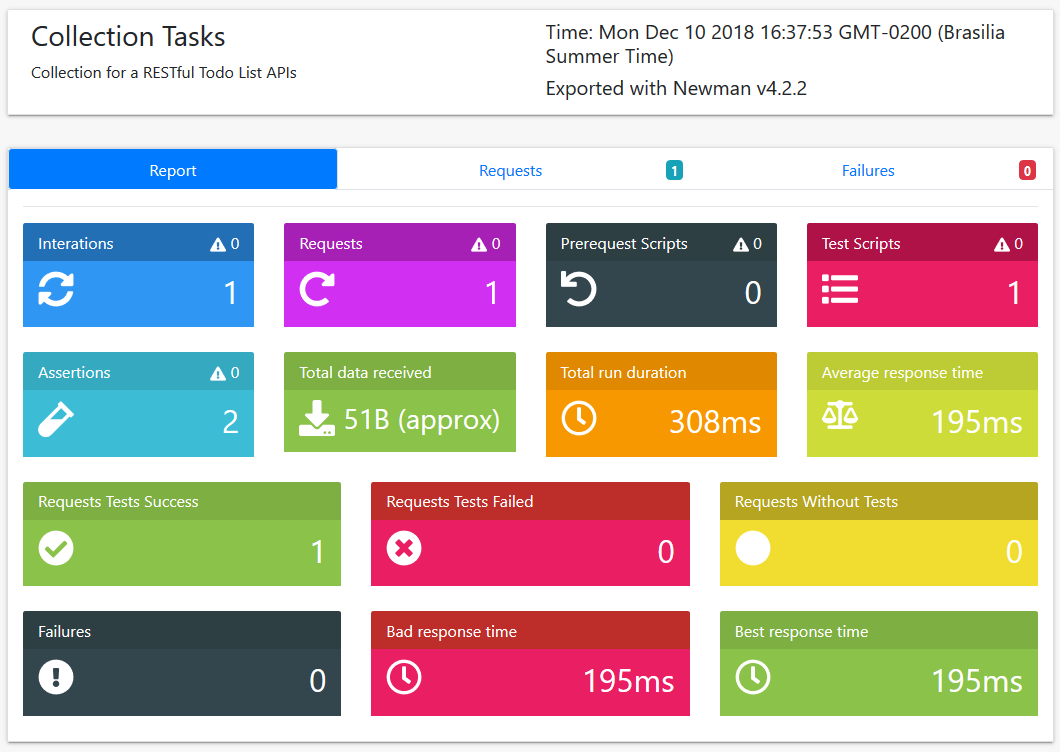 Collection Tasks
Collection for a RESTful Todo List APIs
Time: Mon Dec 10 2018 16:37:53 GMT-0200 (Brasilia
Summer Time)
Exported with Newman v4.2.2
Report
Requests 1
Failures 0
Interations 0
1
Requests 0
1
Prerequest Scripts 0
0
Test Scripts 0
1
Assertions 0
2
Total data received
51B (approx)
Total run duration
308ms
Average response time
195ms
Requests Tests Success
1
Requests Tests Failed
0
Requests Without Tests
0
Failures
0
Bad response time
195ms
Best response time
195ms